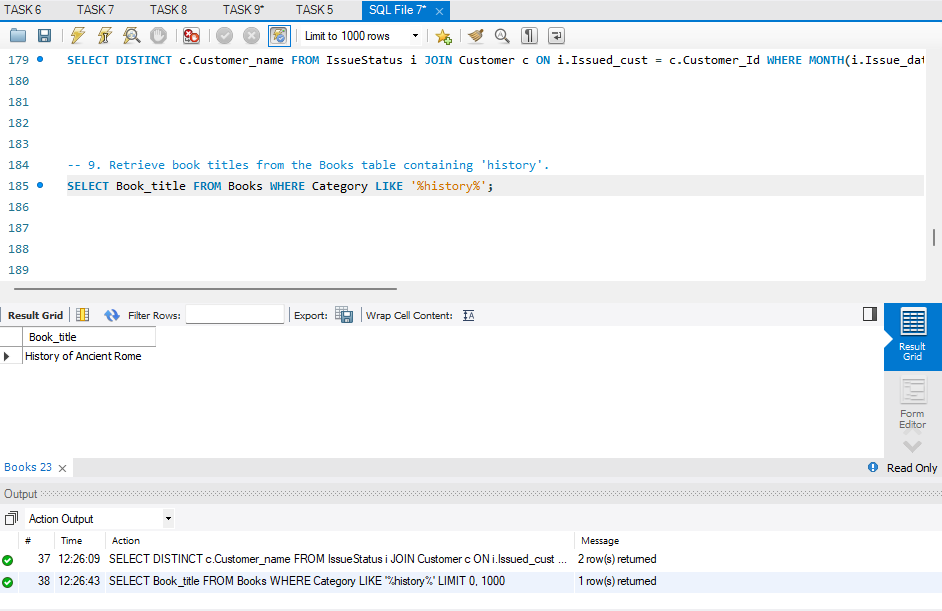 TASK 6 TASK 7 TASK 8 TASK 9* TASK 5 SQL File 7*
Limit to 1000 rows
179 SELECT DISTINCT c.Customer_name FROM IssueStatus i JOIN Customer c ON i.Issued_cust = c.Customer_Id WHERE MONTH(i.Issue_dat
180
181
182
183
184 -- 9. Retrieve book titles from the Books table containing 'history'.
185 SELECT Book_title FROM Books WHERE Category LIKE '%history%';
186
187
188
189
Result Grid Filter Rows: Export: Wrap Cell Content: IA
Book_title
History of Ancient Rome
Result
Grid
Form
Editor
Books 23 Read Only
Output
Action Output
# Time Action Message
37 12:26:09 SELECT DISTINCT c.Customer_name FROM IssueStatus i JOIN Customer c ON i.Issued_cust ... 2 row(s) returned
38 12:26:43 SELECT Book_title FROM Books WHERE Category LIKE '%history%' LIMIT 0, 1000 1 row(s) returned